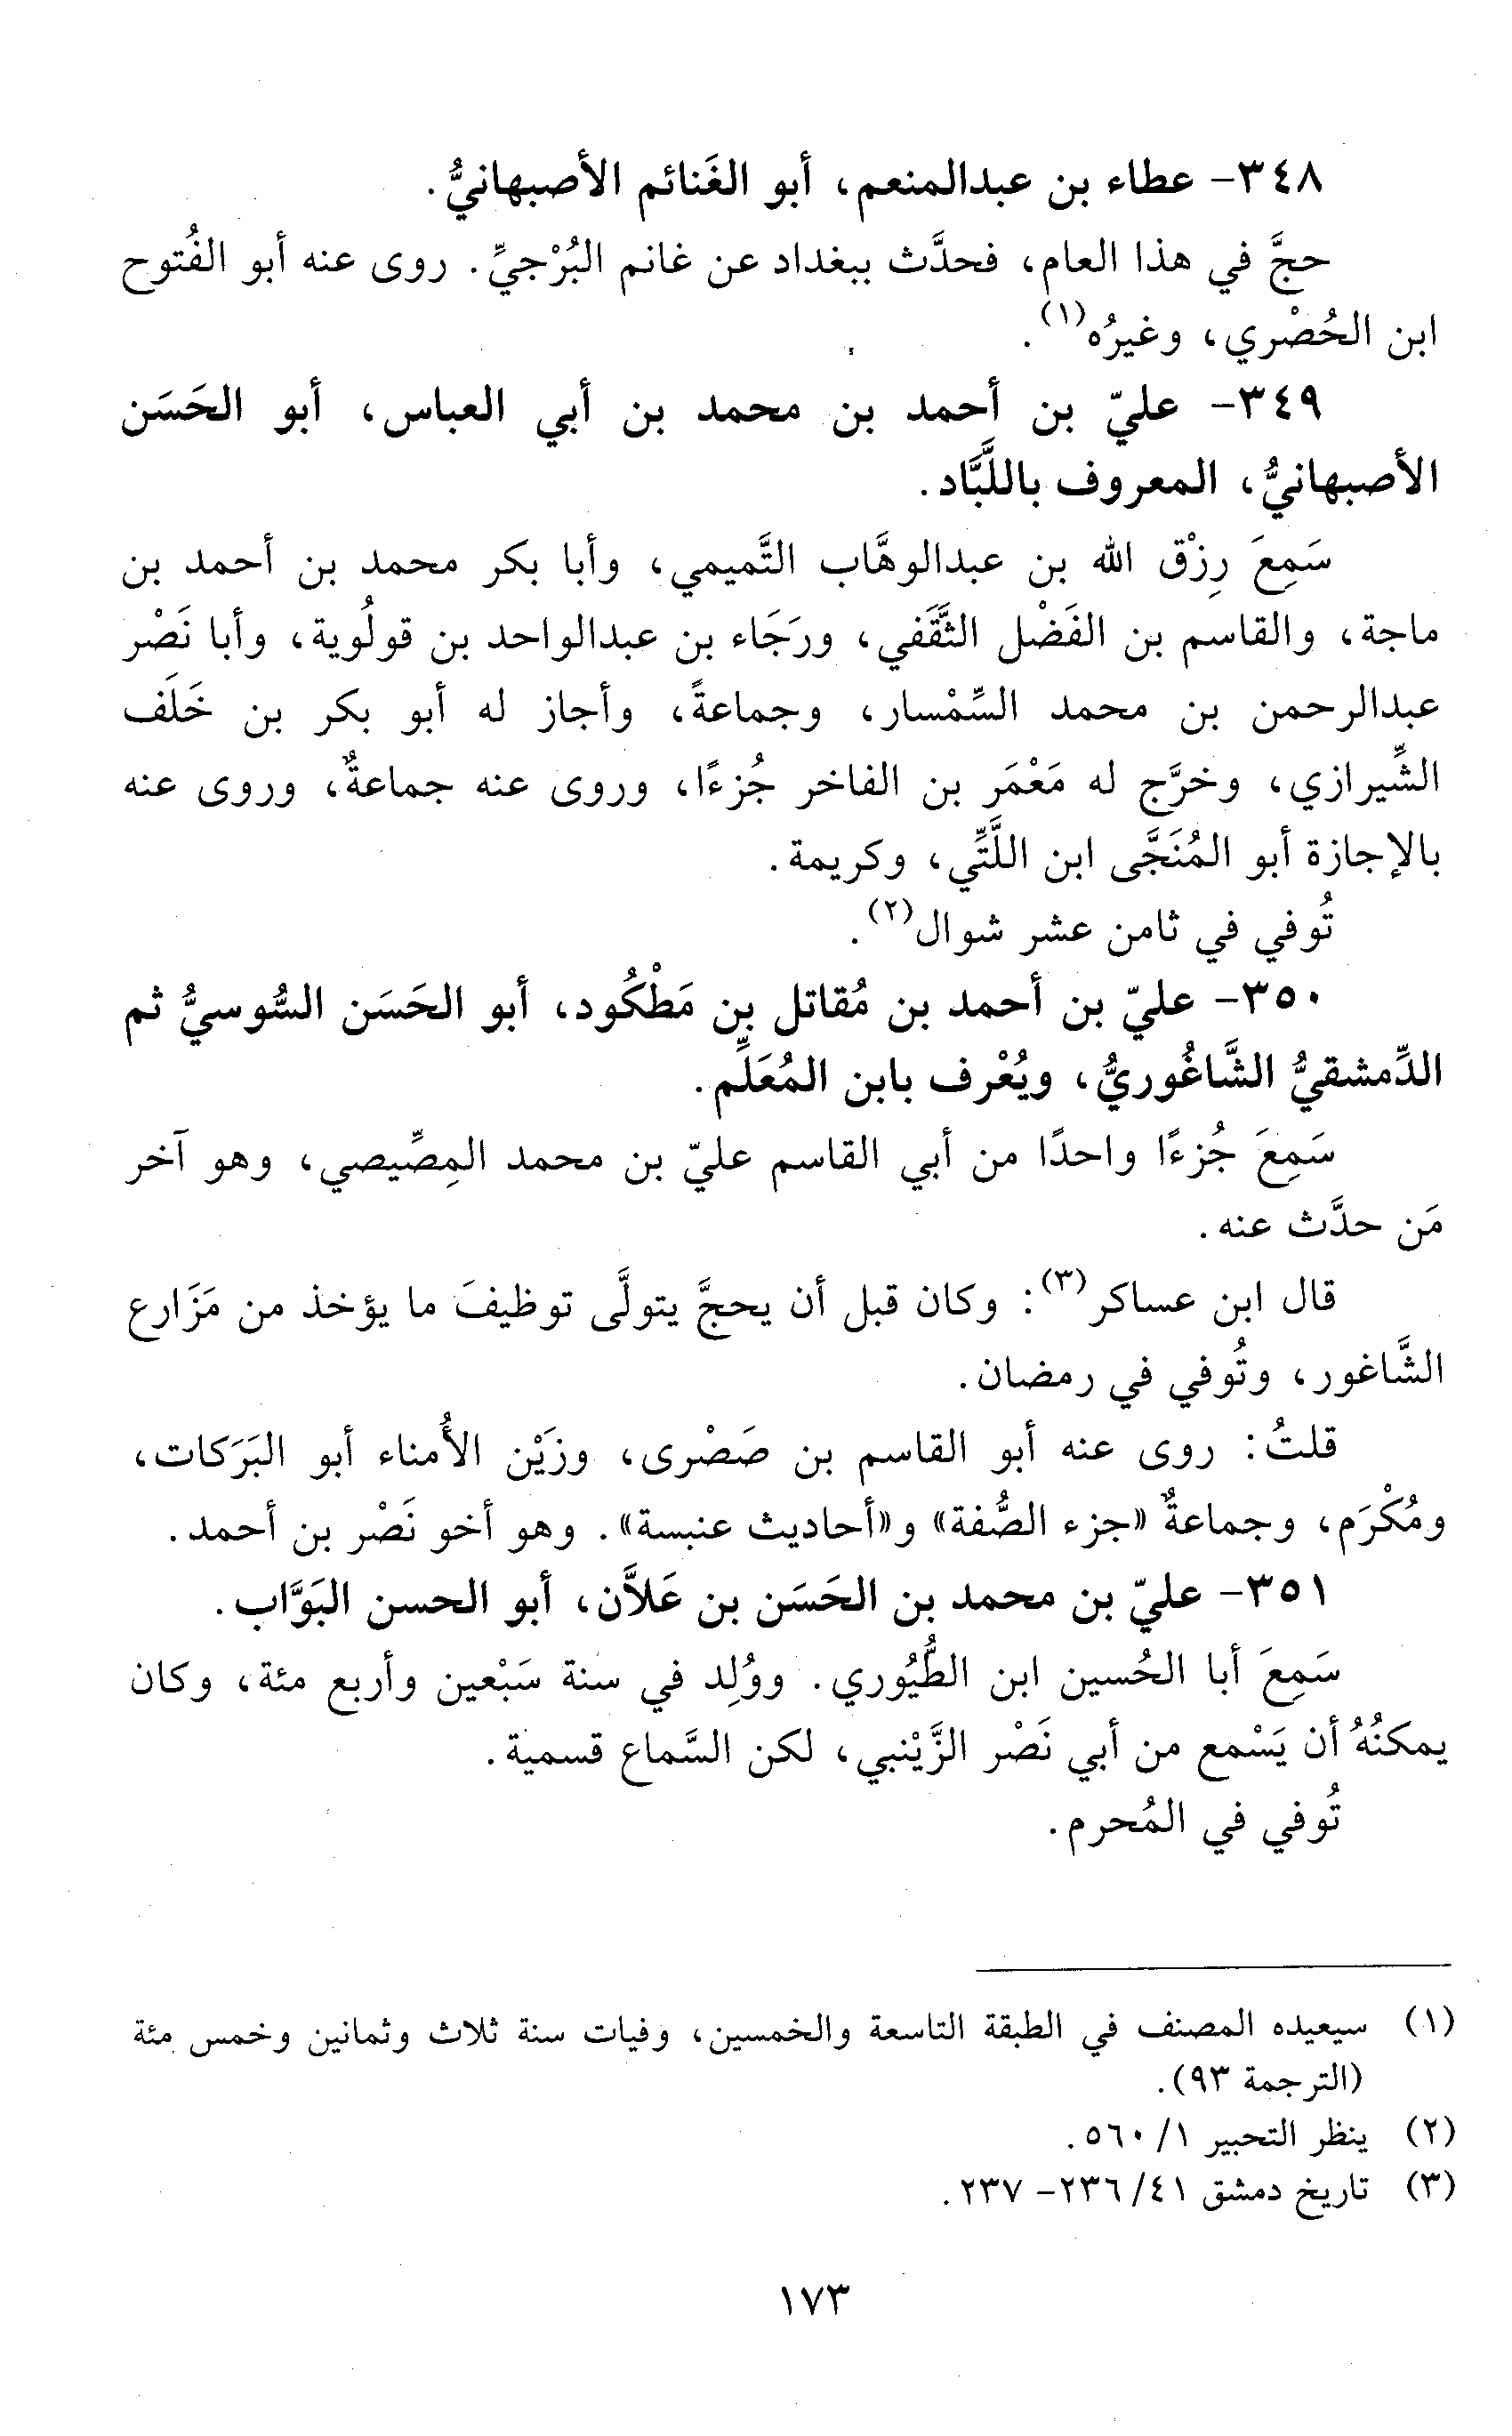 ٣٤٨- عطاء بن عبدالمنعم، أبو الغَنائم الأصبهانيُّ.
حجَّ في هذا العام، فحدَّث ببغداد عن غانم البُرْجيِّ. روى عنه أبو الفُتوح
ابن الحُصْري، وغيرُه(١).
٣٤٩- عليّ بن أحمد بن محمد بن أبي العباس، أبو الحَسَن
الأصبهانيُّ، المعروف باللَّبَّاد.
سَمِعَ رِزْق الله بن عبدالوهَّاب التَّميمي، وأبا بكر محمد بن أحمد بن
ماجة، والقاسم بن الفَضْل الثَّقَفي، ورَجَاء بن عبدالواحد بن قولُوية، وأبا نَصْر
عبدالرحمن بن محمد السِّمْسار، وجماعةً، وأجاز له أبو بكر بن خَلَف
الشِّيرازي، وخرَّج له مَعْمَر بن الفاخر جُزءًا، وروى عنه جماعةٌ، وروى عنه
بالإجازة أبو المُنَجَّى ابن اللَّتِّي، وكريمة.
تُوفي في ثامن عشر شوال(٢).
٣٥٠- عليّ بن أحمد بن مُقاتل بن مَطْكُود، أبو الحَسَن السُّوسيُّ ثم
الدِّمشقيُّ الشَّاغُوريُّ، ويُعْرف بابن المُعَلِّم.
سَمِعَ جُزءًا واحدًا من أبي القاسم عليّ بن محمد المِصِّيصي، وهو آخر
مَن حدَّث عنه.
قال ابن عساكر(٣): وكان قبل أن يحجَّ يتولَّى توظيفَ ما يؤخذ من مَزَارع
الشَّاغور، وتُوفي في رمضان.
قلتُ: روى عنه أبو القاسم بن صَصْرى، وزَيْن الأُمناء أبو البَرَكات،
ومُكْرَم، وجماعةٌ «جزء الصُّفة» و«أحاديث عنبسة». وهو أخو نَصْر بن أحمد.
٣٥١- عليّ بن محمد بن الحَسَن بن عَلاَّن، أبو الحسن البَوَّاب.
سَمِعَ أبا الحُسين ابن الطُّيُوري. ووُلِد في سنة سَبْعين وأربع مئة، وكان
يمكنُهُ أن يَسْمع من أبي نَصْر الزَّيْنبي، لكن السَّماع قسمية.
تُوفي في المُحرم.
(١) سيعيده المصنف في الطبقة التاسعة والخمسين، وفيات سنة ثلاث وثمانين وخمس مئة
(الترجمة ٩٣).
(٢) ينظر التحبير ١/ ٥٦٠.
(٣) تاريخ دمشق ٤١/ ٢٣٦- ٢٣٧.
١٧٣